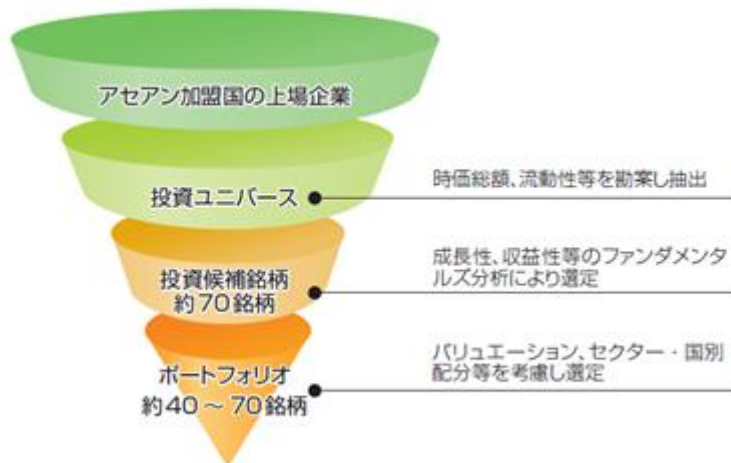 アセアン加盟国の上場企業
投資ユニバース
時価総額、流動性等を勘案し抽出
投資候補銘柄
約70銘柄
成長性、収益性等のファンダメンタ
ルズ分析により選定
ポートフォリオ
約40～70銘柄
バリュエーション、セクター・国別
配分等を考慮し選定